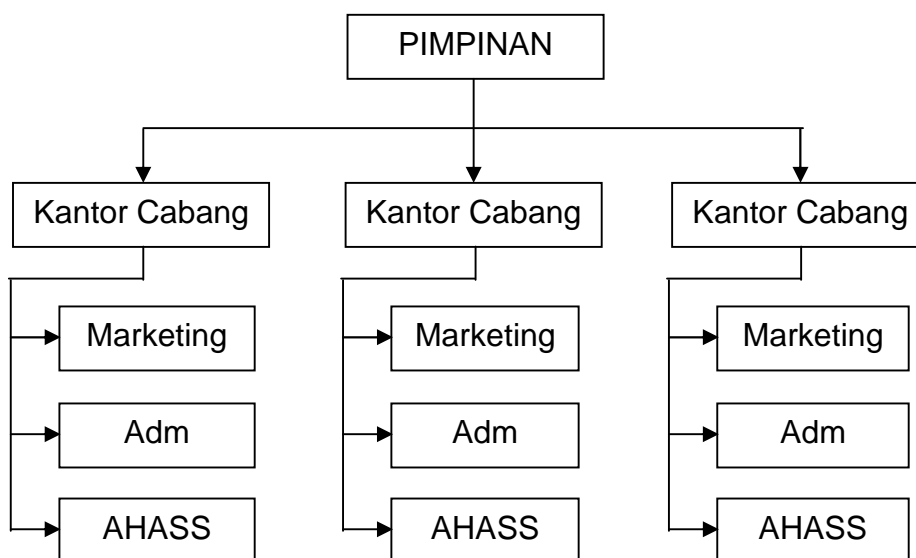 PIMPINAN
Kantor Cabang
Kantor Cabang
Kantor Cabang
Marketing
Marketing
Marketing
Adm
Adm
Adm
AHASS
AHASS
AHASS